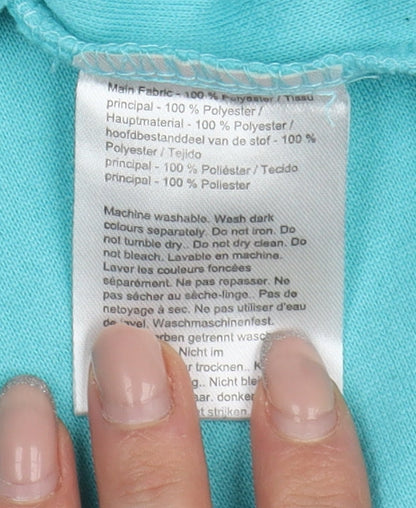 Main Fabric - 100 % Polyester / Tissu
principal - 100 % Polyester /
Hauptmaterial - 100 % Polyester /
hoofdbestanddeel van de stof - 100 %
Polyester / Tejido
principal - 100 % Poliéster / Tecido
principal - 100 % Poliester
Machine washable. Wash dark
colours separately. Do not iron. Do
not tumble dry.. Do not dry clean. Do
not bleach. Lavable en machine.
Laver les couleurs foncées
séparément. Ne pas repasser. Ne
pas sécher au sèche-linge.. Pas de
nettoyage à sec. Ne pas utiliser d'eau
de Javel. Waschmaschinenfest.
getrennt
Nicht im
trocknen..
Nicht
donke
strijken